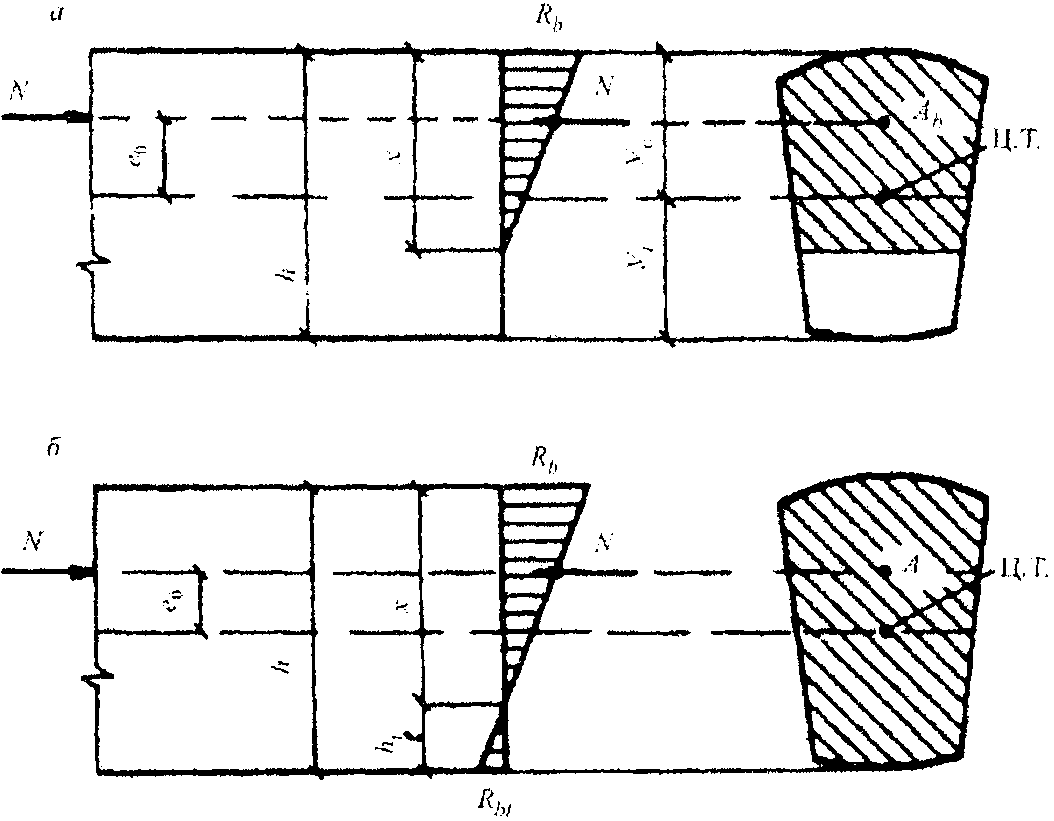 а
R_b
N
N
e_0
x
h
y_c
y_t
A_b
Ц.Т.
б
R_b
N
N
e_0
x
h
h_t
A
Ц.Т.
R_bt